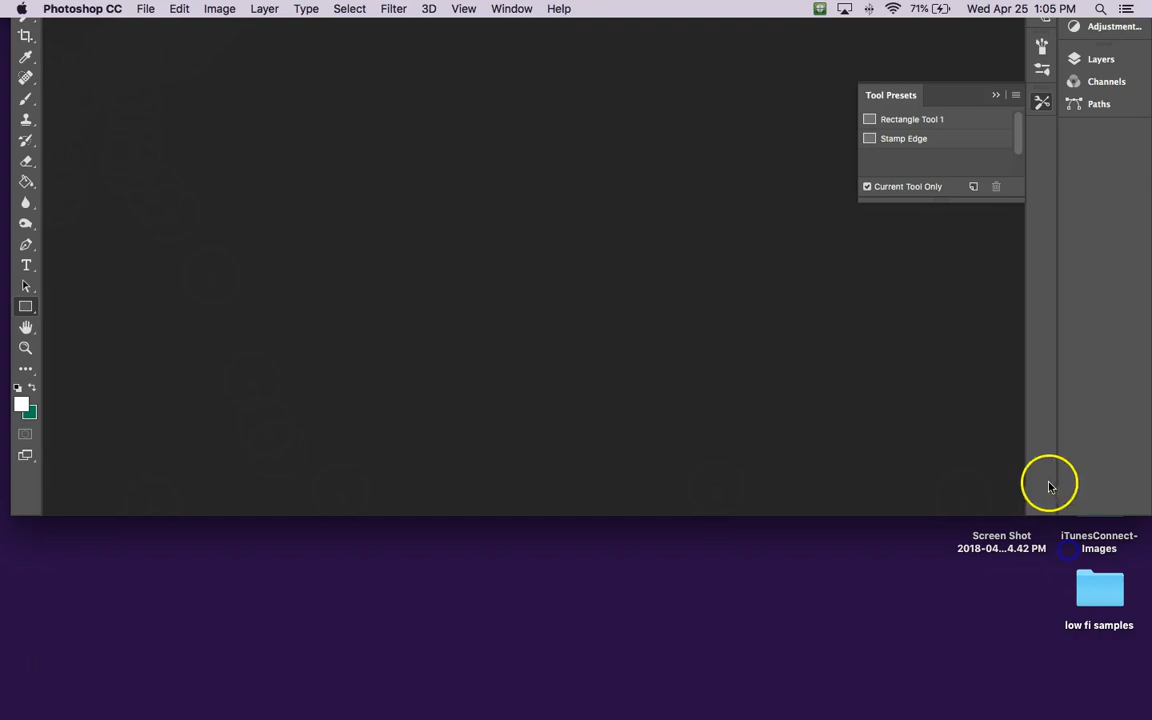 Photoshop CC File Edit Image Layer Type Select Filter 3D View Window Help 71% Wed Apr 25 1:05 PM
Adjustment...
Layers
Channels
Paths
Tool Presets
Rectangle Tool 1
Stamp Edge
Current Tool Only
T
Screen Shot
2018-04...4.42 PM
iTunesConnect-
Images
low fi samples